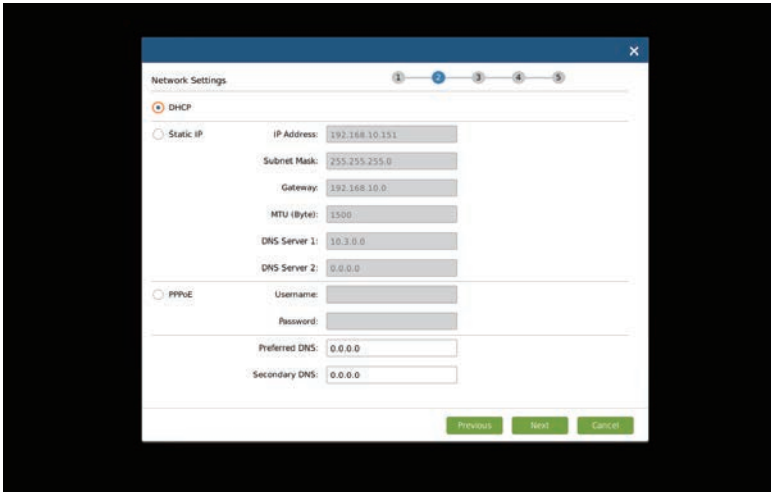 ×
Network Settings 1 2 3 4 5
DHCP
Static IP IP Address: 192.168.10.151
Subnet Mask: 255.255.255.0
Gateway: 192.168.10.0
MTU (Byte): 1500
DNS Server 1: 10.3.0.0
DNS Server 2: 0.0.0.0
PPPoE Username:
Password:
Preferred DNS: 0.0.0.0
Secondary DNS: 0.0.0.0
Previous Next Cancel